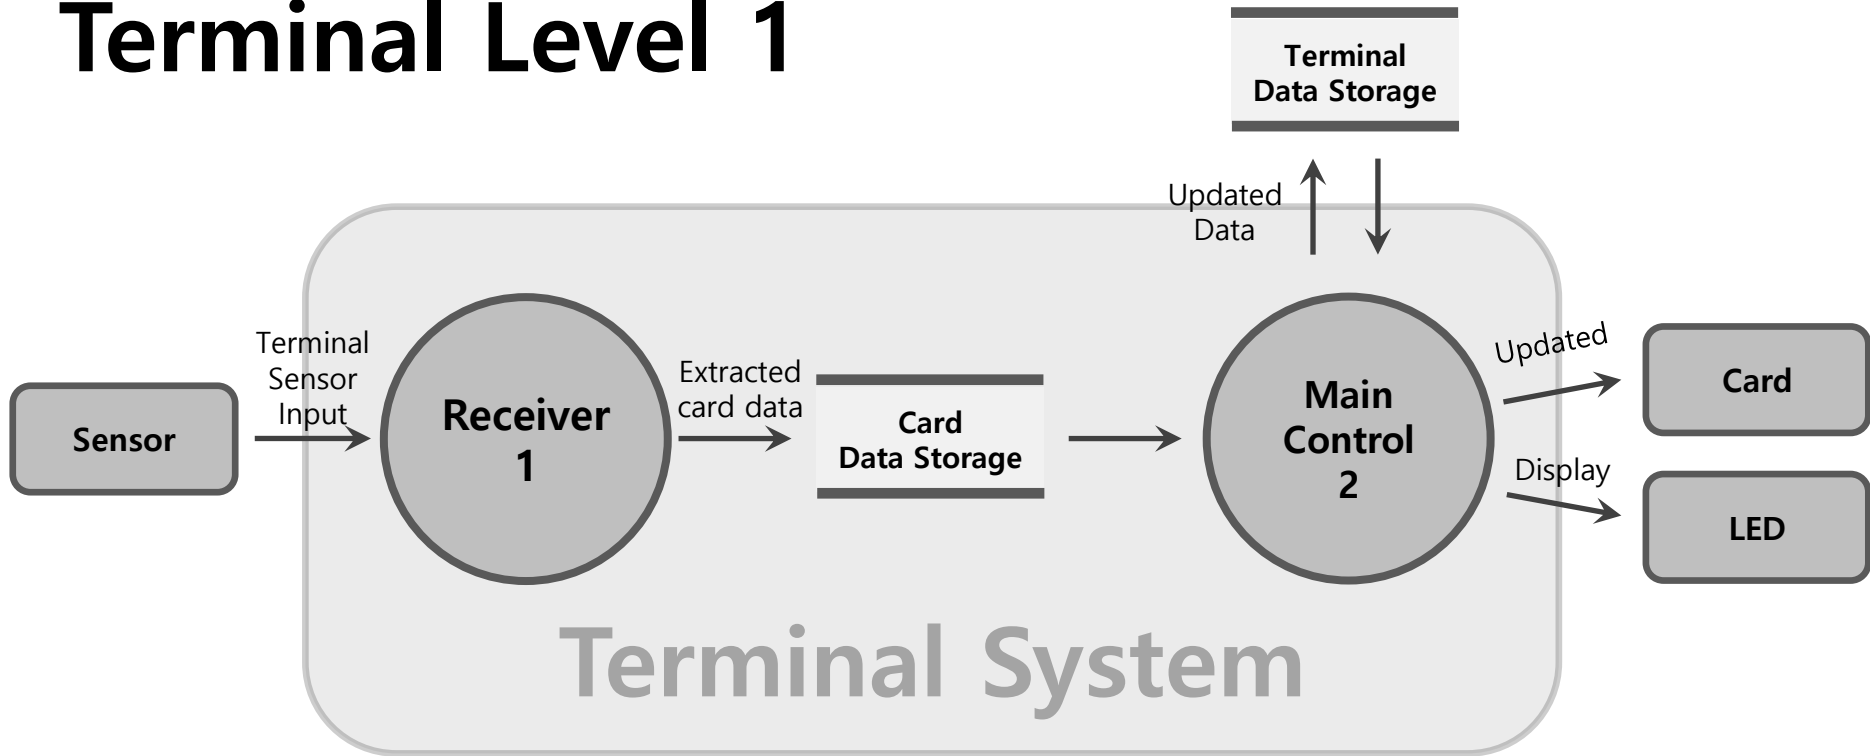 Terminal Level 1
Terminal
Data Storage
Updated
Data
Terminal
Sensor
Input
Sensor
Receiver
1
Extracted
card data
Card
Data Storage
Main
Control
2
Updated
Card
Display
LED
Terminal System